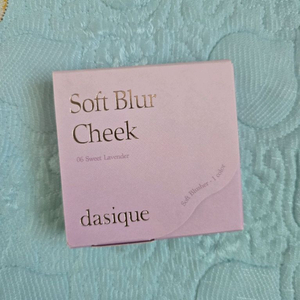 Soft Blur
Cheek
06 Sweet Lavender
dasique